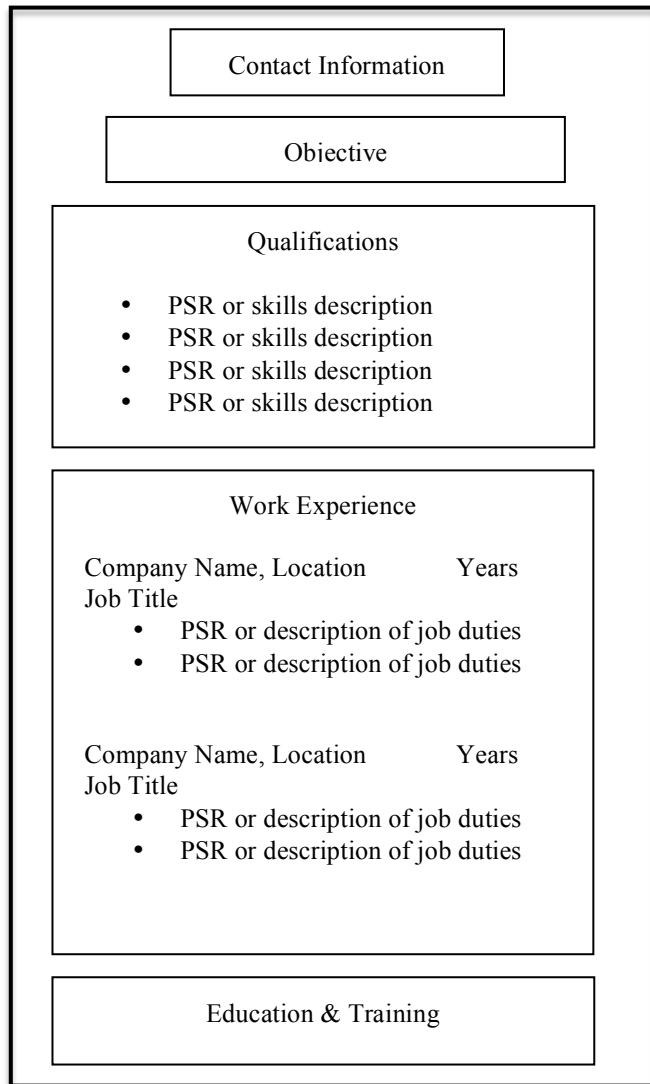 Contact Information
Objective
Qualifications
• PSR or skills description
• PSR or skills description
• PSR or skills description
• PSR or skills description
Work Experience
Company Name, Location Years
Job Title
• PSR or description of job duties
• PSR or description of job duties
Company Name, Location Years
Job Title
• PSR or description of job duties
• PSR or description of job duties
Education & Training